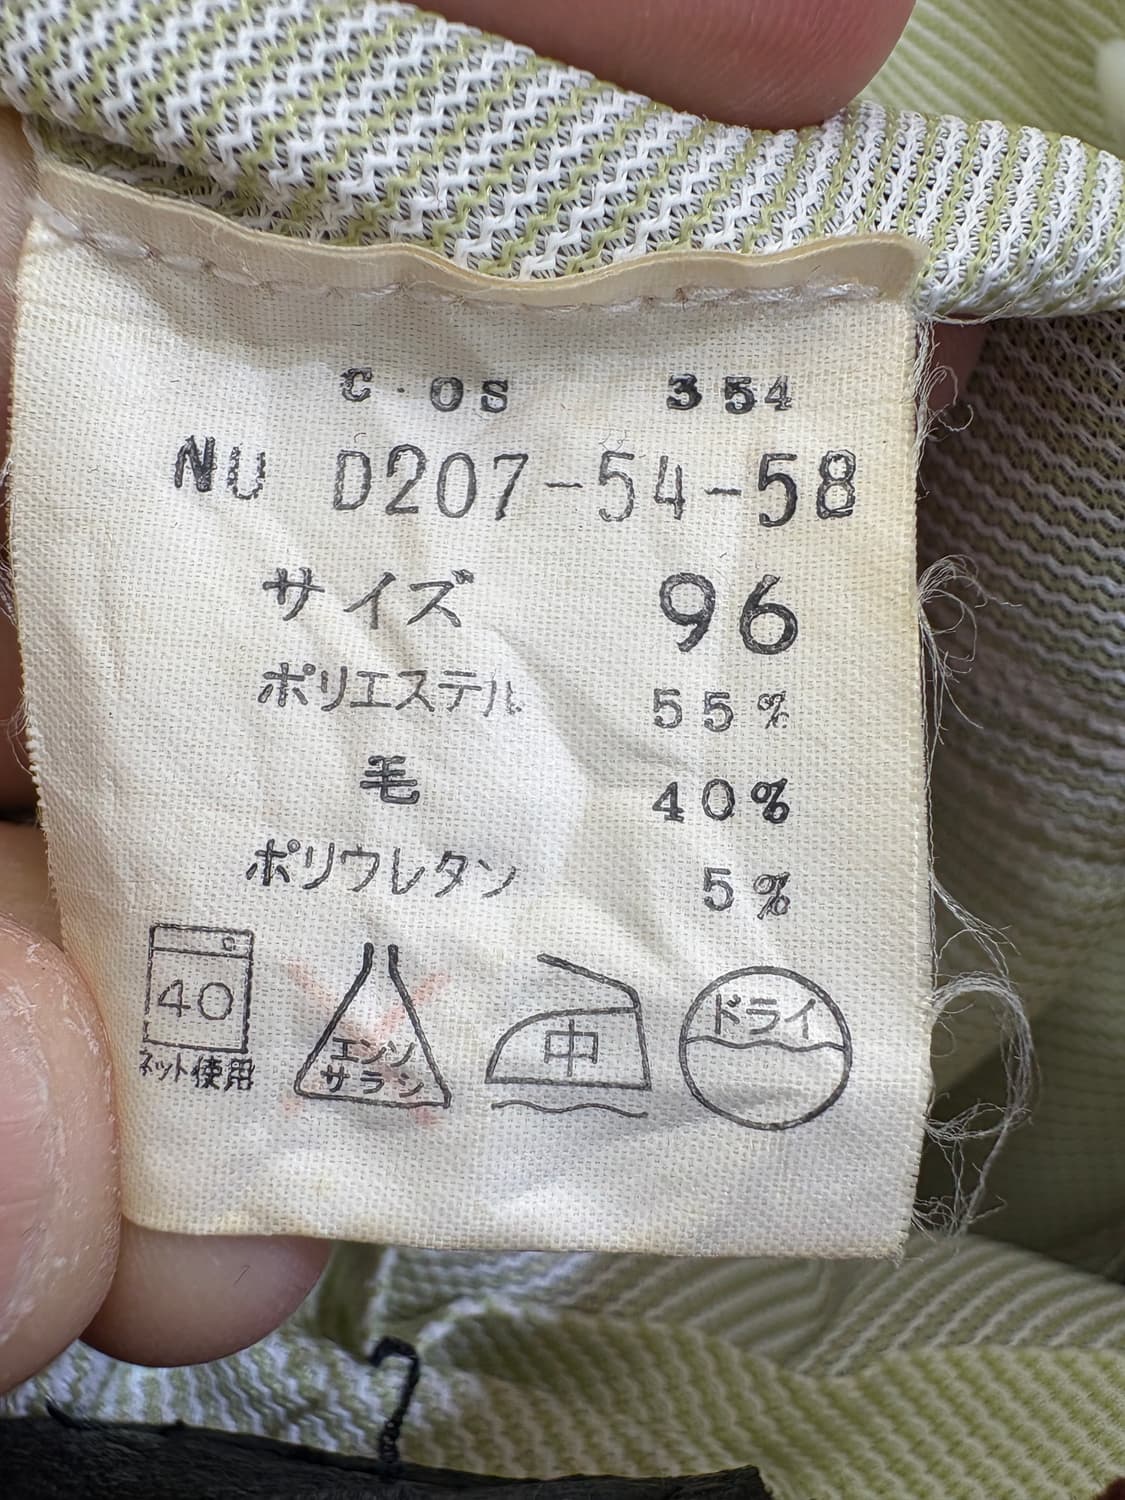 C・OS 354
NU D207-54-58
サイズ 96
ポリエステル 55%
毛 40%
ポリウレタン 5%
40
ネット使用
エンソ
サラシ
中
ドライ